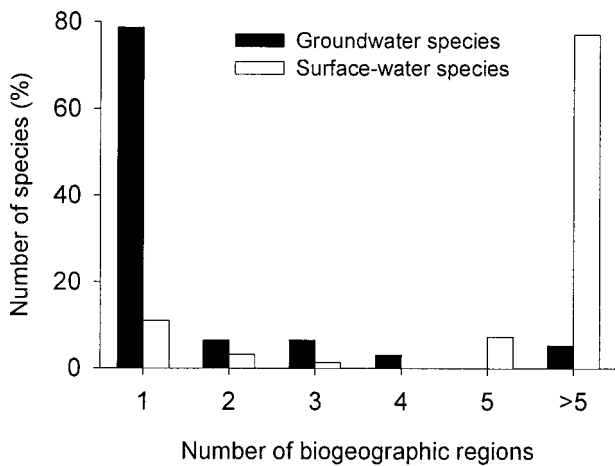 80
60
40
20
0
Number of species (%)
Groundwater species
Surface-water species
1 2 3 4 5 >5
Number of biogeographic regions